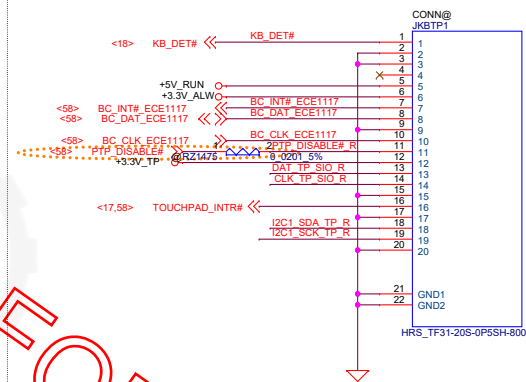 CONN@
JKBTP1
<18> KB_DET# KB_DET# 1 1
2 2
3 3
4 4
+5V_RUN 5 5
+3.3V_ALW 6 6
<58> BC_INT#_ECE1117 BC_INT#_ECE1117 7 7
<58> BC_DAT_ECE1117 BC_DAT_ECE1117 8 8
9 9
<58> BC_CLK_ECE1117 BC_CLK_ECE1117 10 10
<58> PTP_DISABLE# 1 2 PTP_DISABLE#_R 11 11
+3.3V_TP @RZ1475 0_0201_5% 12 12
DAT_TP_SIO_R 13 13
CLK_TP_SIO_R 14 14
15 15
<17,58> TOUCHPAD_INTR# 16 16
17 17
I2C1_SDA_TP_R 18 18
I2C1_SCK_TP_R 19 19
20 20
21 GND1
22 GND2
HRS_TF31-20S-0P5SH-800
FOR